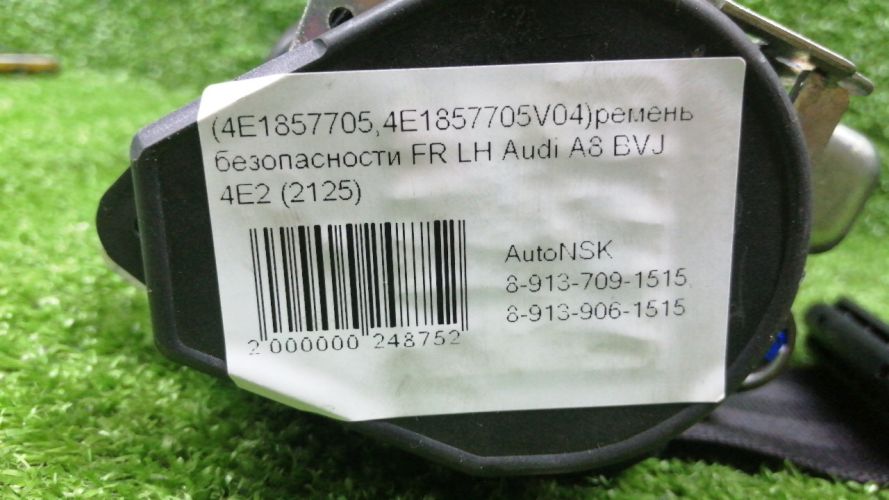 (4E1857705,4E1857705V04)ремень
безопасности FR LH Audi A8 BVJ
4E2 (2125)
AutoNSK
8-913-709-1515
8-913-906-1515
2 000000 248752